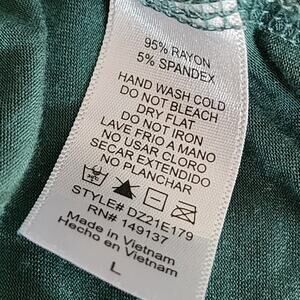 95% RAYON
5% SPANDEX
HAND WASH COLD
DO NOT BLEACH
DRY FLAT
DO NOT IRON
LAVE FRIO A MANO
NO USAR CLORO
SECAR EXTENDIDO
NO PLANCHAR
STYLE# DZ21E179
RN# 149137
Made in Vietnam
Hecho en Vietnam
L